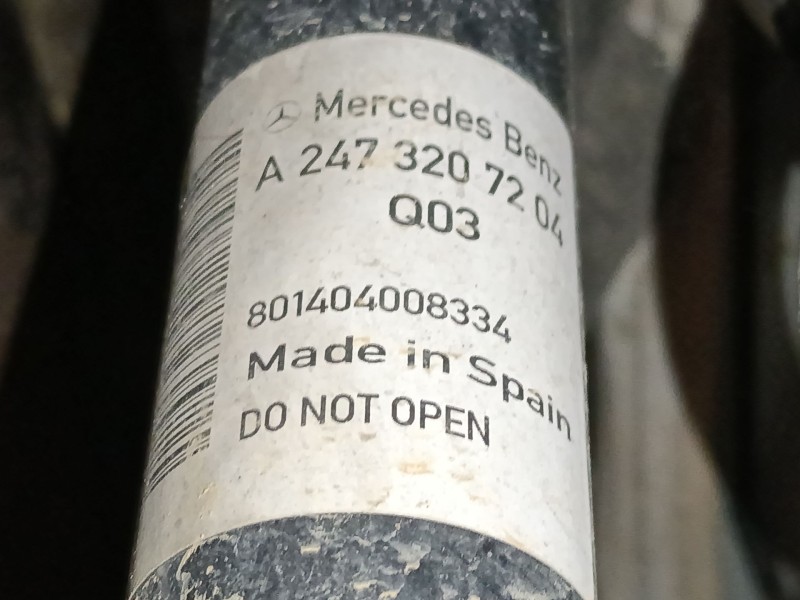 Mercedes Benz
A 247 320 72 04
Q03
801404008334
Made in Spain
DO NOT OPEN